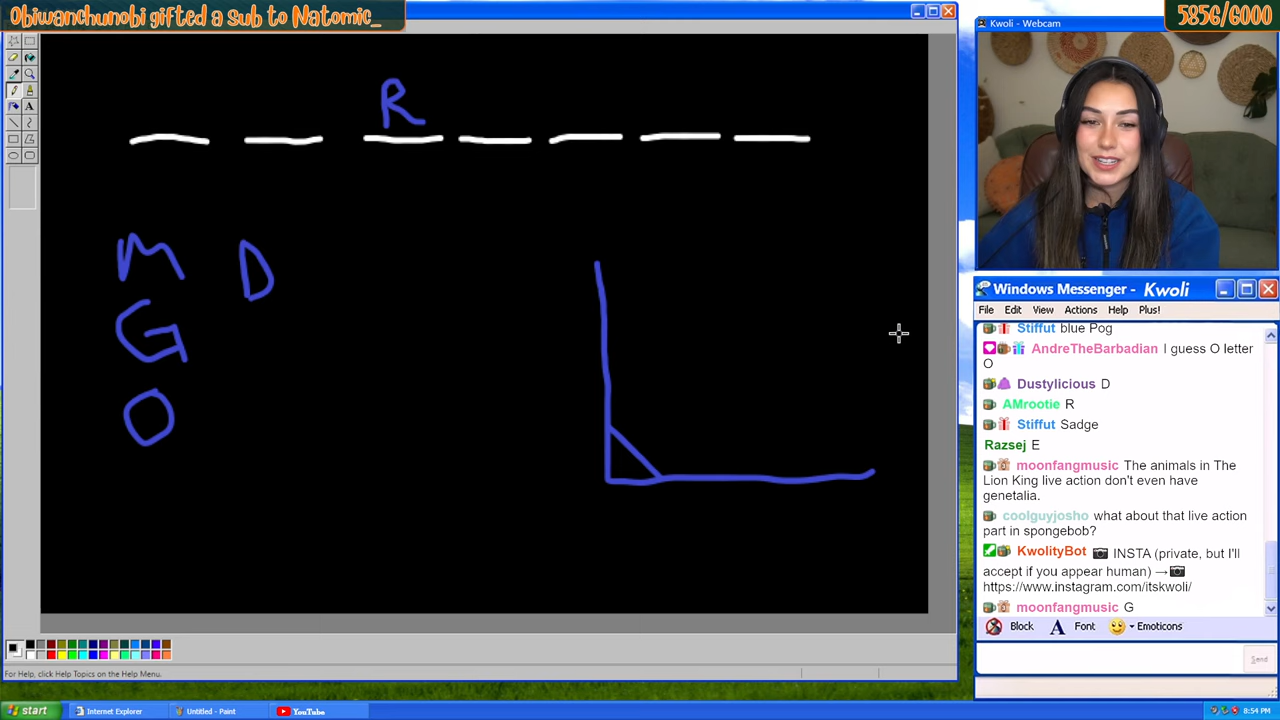 Obiwanchunobi gifted a sub to Natomic_
5856/6000
Kwoli - Webcam
R
M D
G
O
A
Windows Messenger - Kwoli
File Edit View Actions Help Plus!
Stiffut blue Pog
AndreTheBarbadian I guess O letter
O
Dustylicious D
AMrootie R
Stiffut Sadge
Razsej E
moonfangmusic The animals in The
Lion King live action don't even have
genetalia.
coolguyjosho what about that live action
part in spongebob?
KwolityBot INSTA (private, but I'll
accept if you appear human) →
https://www.instagram.com/itskwoli/
moonfangmusic G
Block A Font Emoticons
Send
For Help, click Help Topics on the Help Menu.
start Internet Explorer Untitled - Paint YouTube 8:54 PM